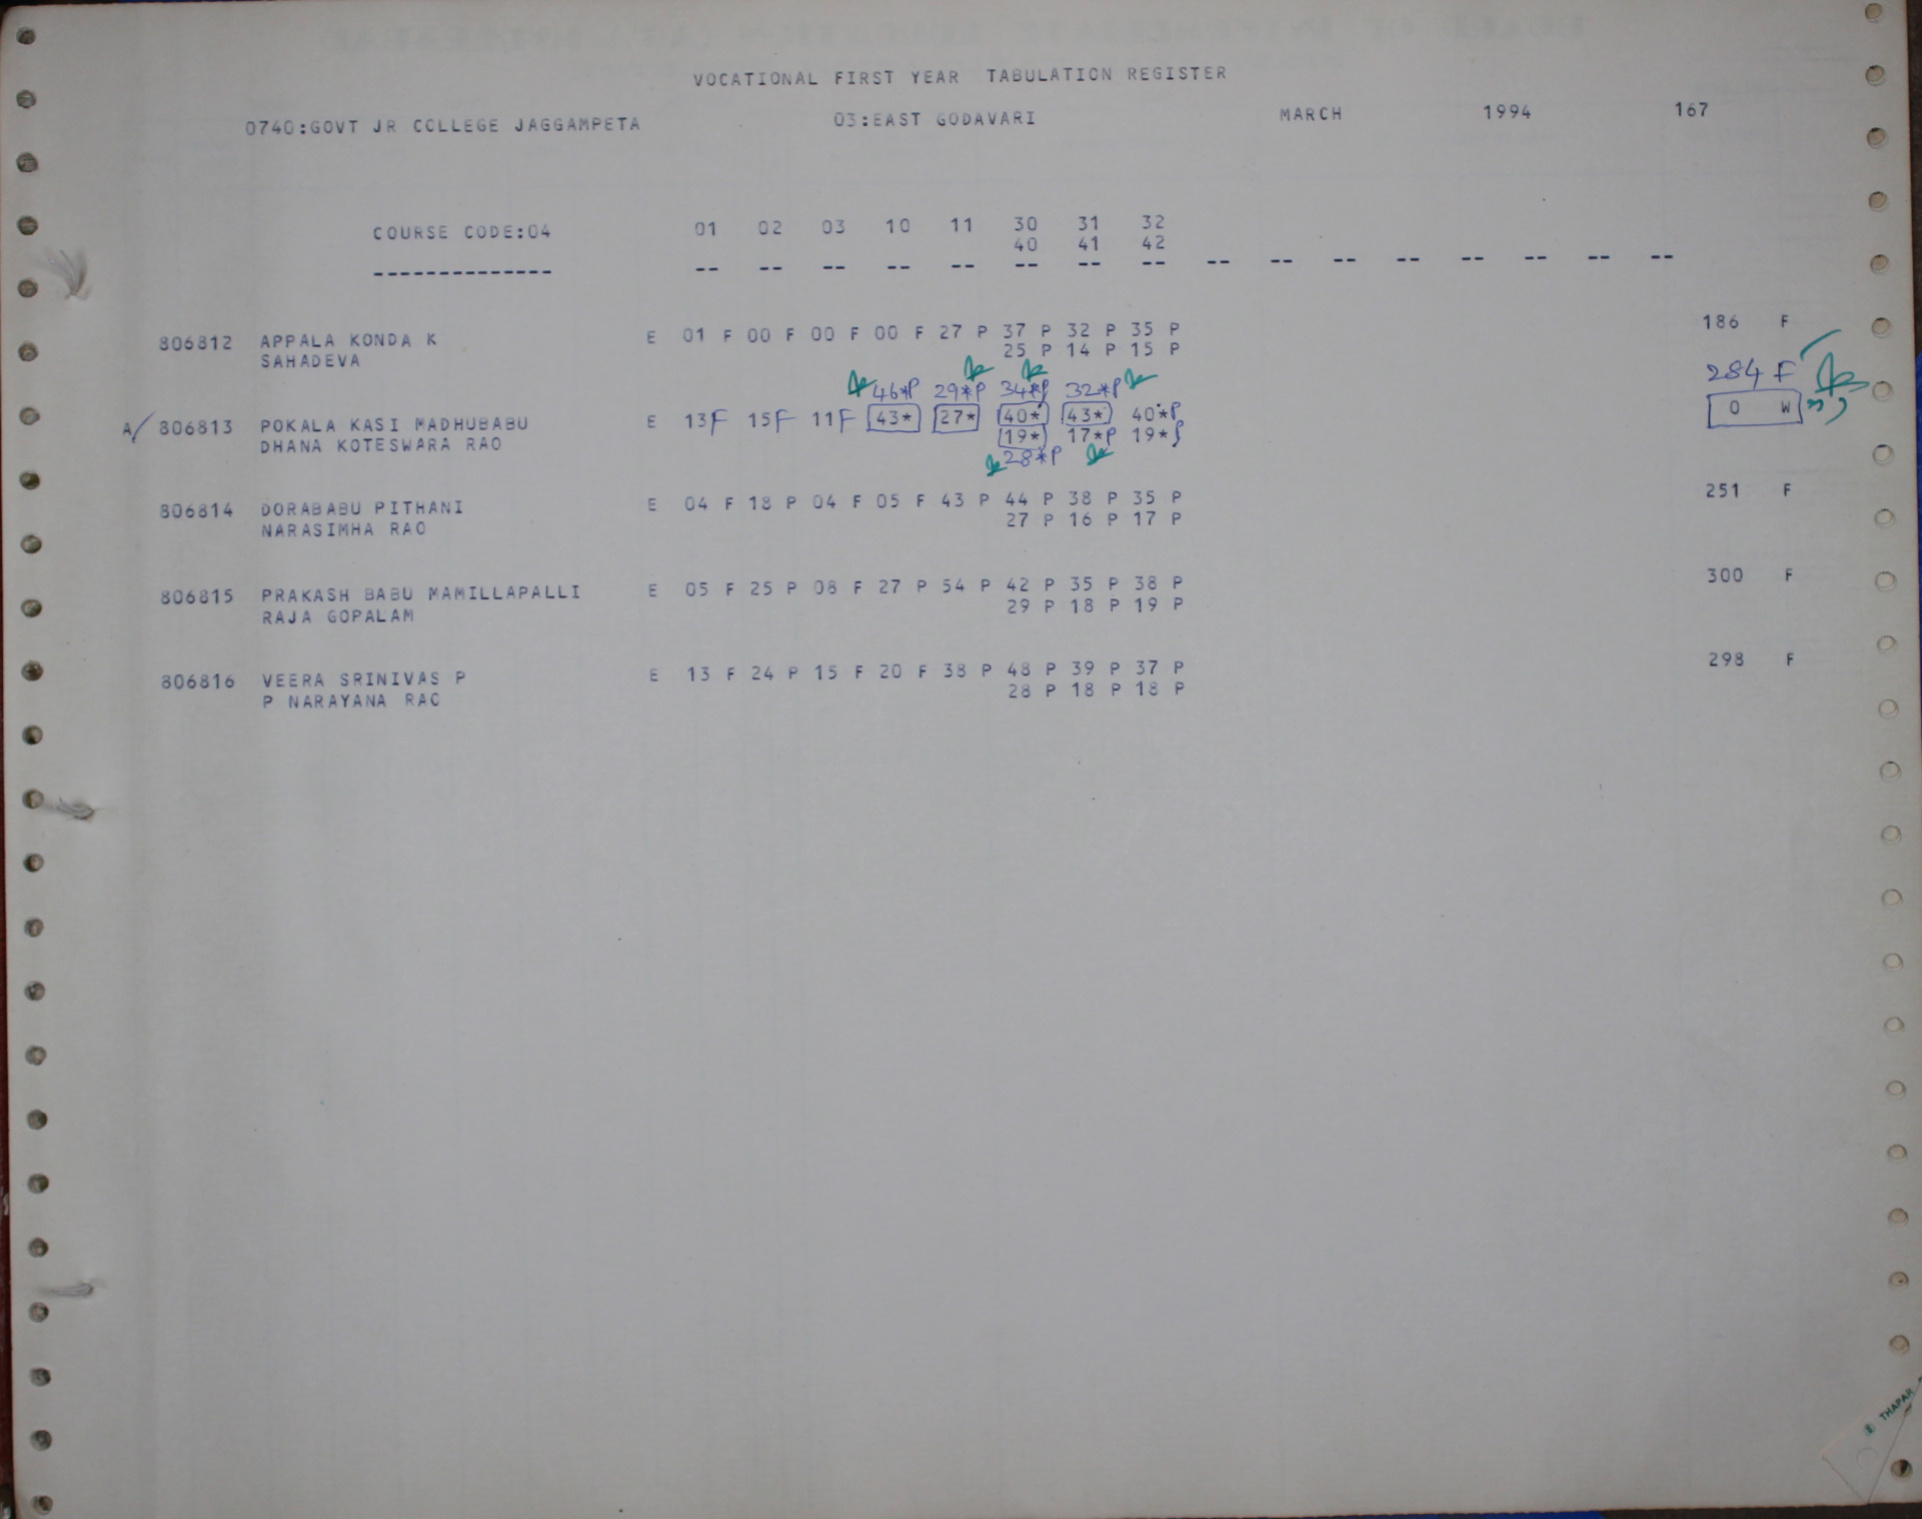 VOCATIONAL FIRST YEAR TABULATION REGISTER
0740:GOVT JR COLLEGE JAGGAMPETA 03:EAST GODAVARI MARCH 1994 167
COURSE CODE:04 01 02 03 10 11 30 31 32
40 41 42
-------------- -- -- -- -- -- -- -- -- -- -- -- -- -- -- -- --
806812 APPALA KONDA K E 01 F 00 F 00 F 00 F 27 P 37 P 32 P 35 P 186 F
SAHADEVA 25 P 14 P 15 P
46*P 29*P 34*P 32*P 284 F
A/ 806813 POKALA KASI MADHUBABU E 13F 15F 11F 43* 27* 40* 43* 40*P 0 W
DHANA KOTESWARA RAO 19* 17*P 19*P
28*P
806814 DORABABU PITHANI E 04 F 18 P 04 F 05 F 43 P 44 P 38 P 35 P 251 F
NARASIMHA RAO 27 P 16 P 17 P
806815 PRAKASH BABU MAMILLAPALLI E 05 F 25 P 08 F 27 P 54 P 42 P 35 P 38 P 300 F
RAJA GOPALAM 29 P 18 P 19 P
806816 VEERA SRINIVAS P E 13 F 24 P 15 F 20 F 38 P 48 P 39 P 37 P 298 F
P NARAYANA RAO 28 P 18 P 18 P
THAPAR